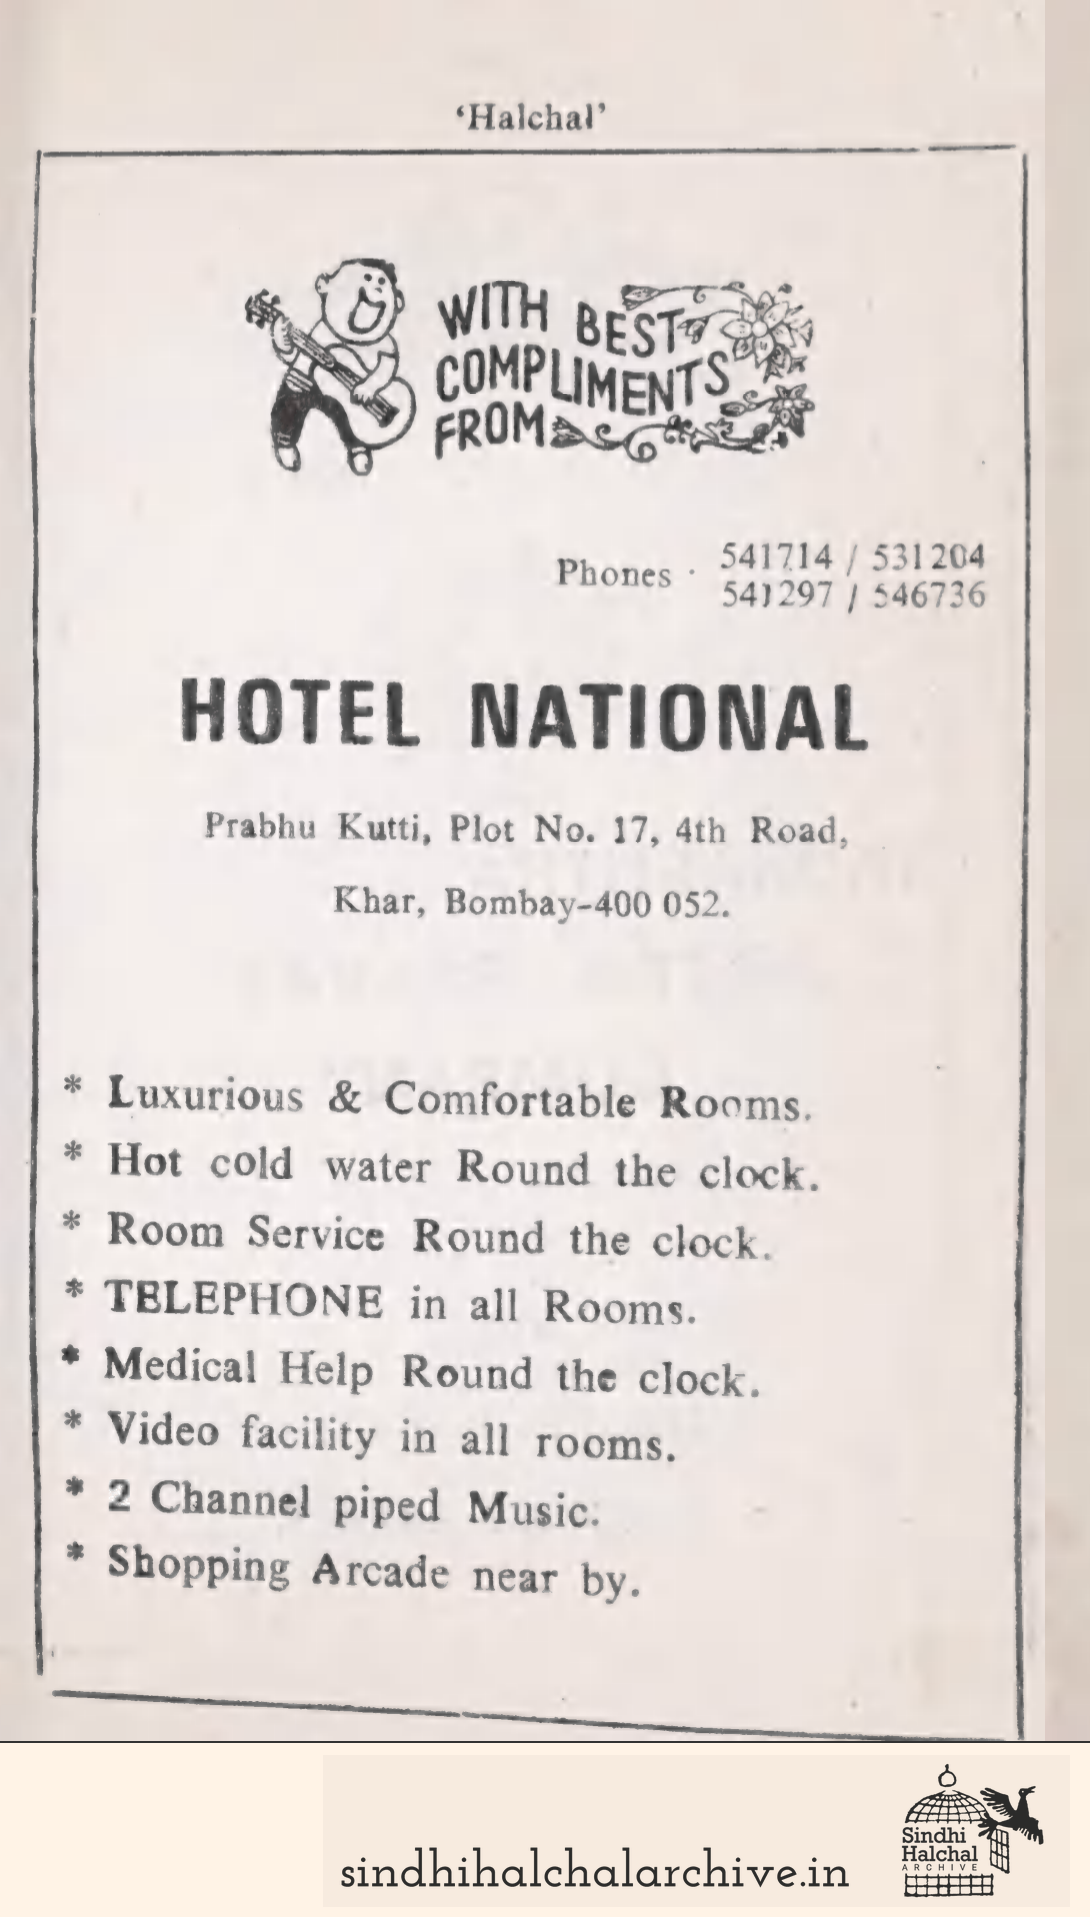 ‘Halchal’
WITH BEST
COMPLIMENTS
FROM
Phones : 541714 / 531204
541297 / 546736
HOTEL NATIONAL
Prabhu Kutti, Plot No. 17, 4th Road,
Khar, Bombay-400 052.
* Luxurious & Comfortable Rooms.
* Hot cold water Round the clock.
* Room Service Round the clock.
* TELEPHONE in all Rooms.
* Medical Help Round the clock.
* Video facility in all rooms.
* 2 Channel piped Music.
* Shopping Arcade near by.
sindhihalchalarchive.in
Sindhi
Halchal
ARCHIVE